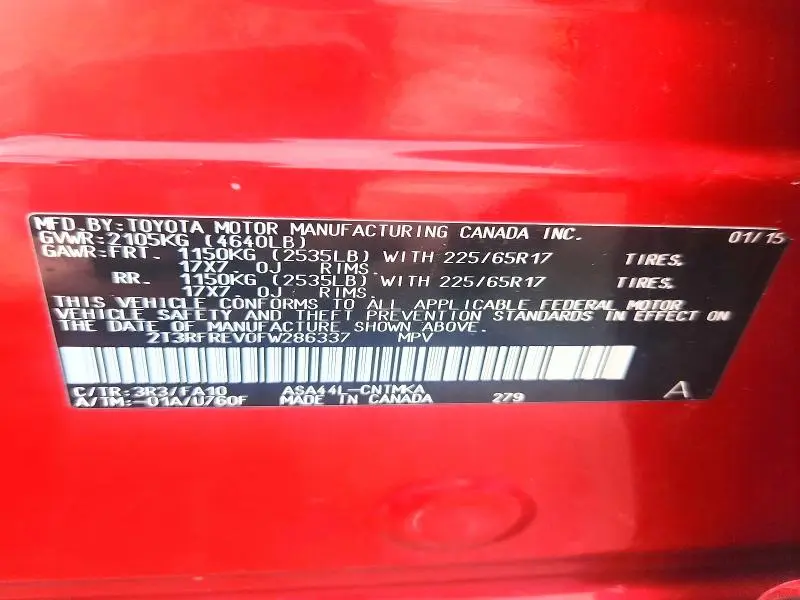 MFD. BY: TOYOTA MOTOR MANUFACTURING CANADA INC. 01/15
GVWR: 2105KG (4640LB)
GAWR: FRT. 1150KG (2535LB) WITH 225/65R17 TIRES.
17X7 0J RIMS.
RR. 1150KG (2535LB) WITH 225/65R17 TIRES.
17X7 0J RIMS.
THIS VEHICLE CONFORMS TO ALL APPLICABLE FEDERAL MOTOR
VEHICLE SAFETY AND THEFT PREVENTION STANDARDS IN EFFECT ON
THE DATE OF MANUFACTURE SHOWN ABOVE.
2T3RFREV0FW286337 MPV
C/TR: 3R3/FA10 ASA44L-CNTMKA A
A/TM: -01A/U760F MADE IN CANADA 279